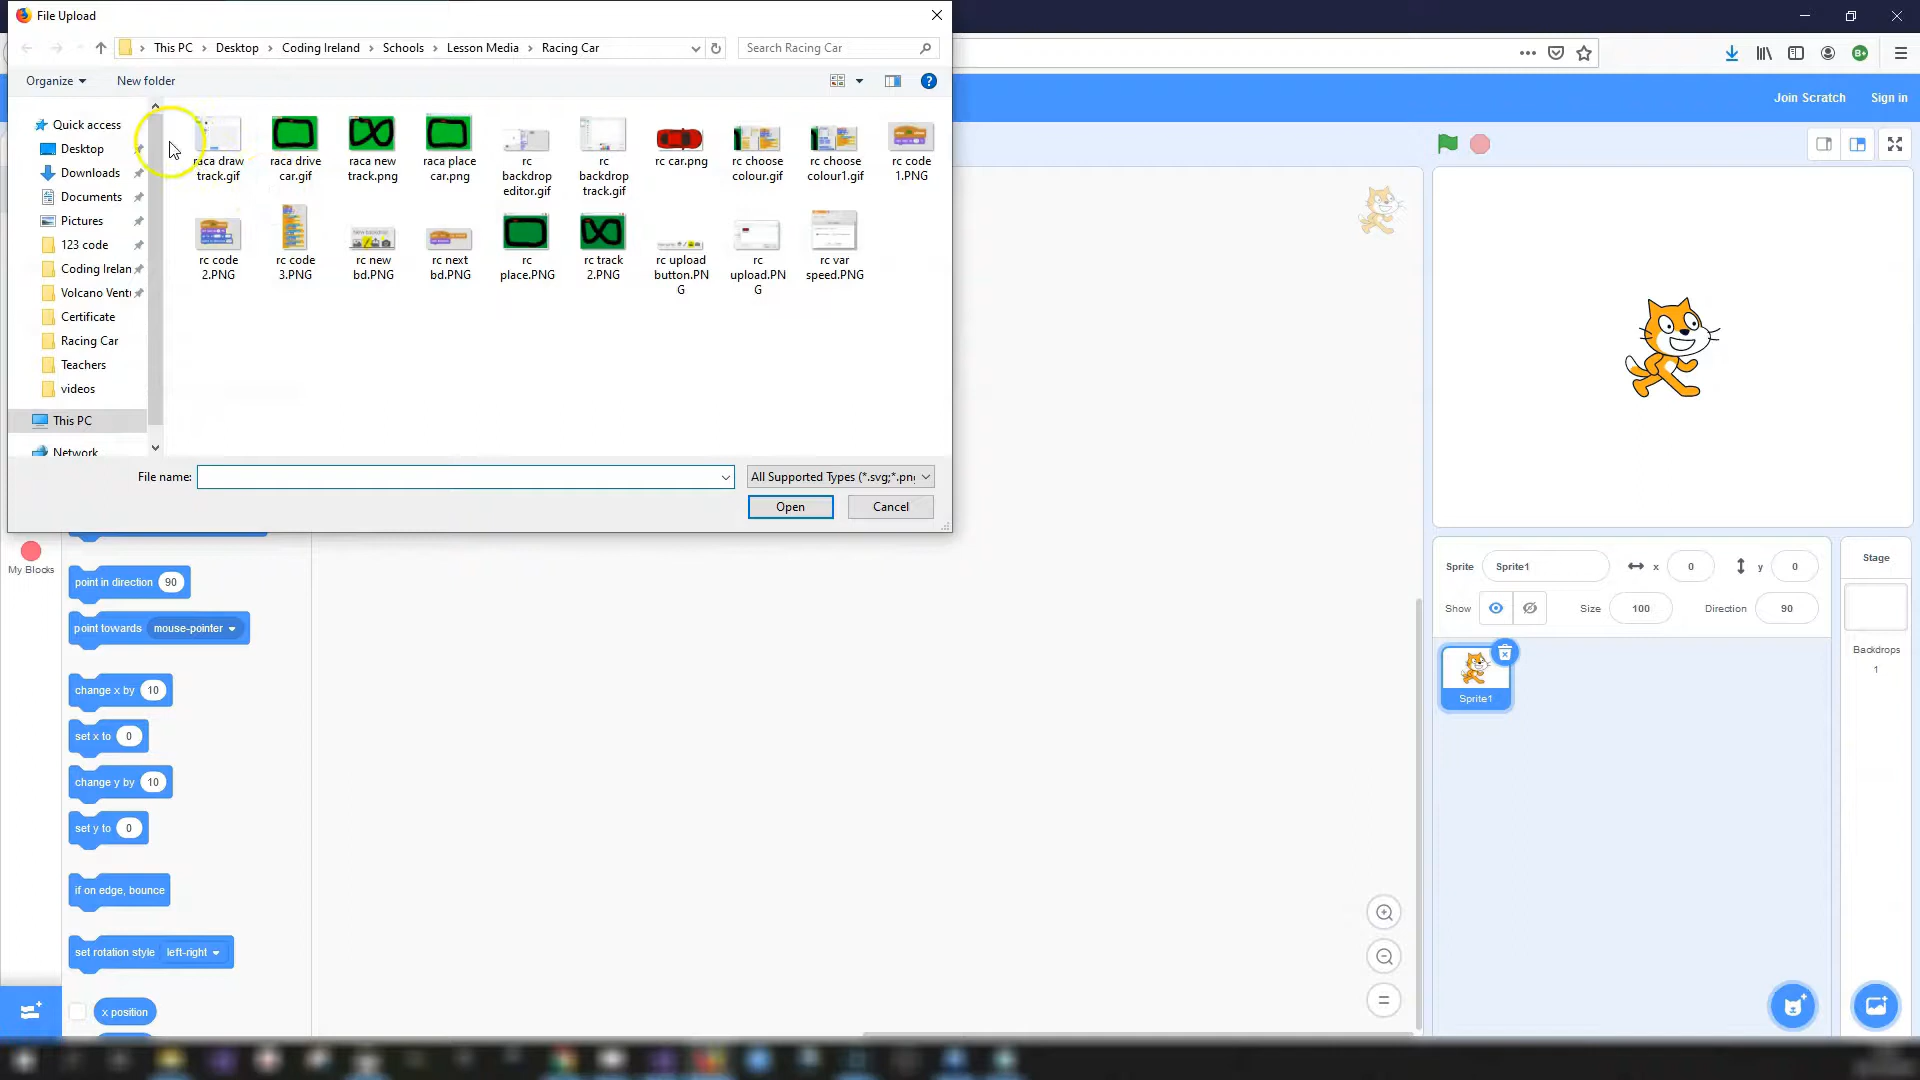 File Upload
This PC > Desktop > Coding Ireland > Schools > Lesson Media > Racing Car
Search Racing Car
Organize
New folder
Join Scratch
Sign in
Quick access
Desktop
Downloads
Documents
Pictures
123 code
Coding Irelan
Volcano Vent
Certificate
Racing Car
Teachers
videos
This PC
Network
raca draw track.gif
raca drive car.gif
raca new track.png
raca place car.png
rc backdrop editor.gif
rc backdrop track.gif
rc car.png
rc choose colour.gif
rc choose colour1.gif
rc code 1.PNG
rc code 2.PNG
rc code 3.PNG
rc new bd.PNG
rc next bd.PNG
rc place.PNG
rc track 2.PNG
rc upload button.PNG
rc upload.PNG
rc var speed.PNG
File name:
All Supported Types (*.svg;*.pn
Open
Cancel
My Blocks
point in direction 90
point towards mouse-pointer
change x by 10
set x to 0
change y by 10
set y to 0
if on edge, bounce
set rotation style left-right
x position
Sprite Sprite1 x 0 y 0
Show Size 100 Direction 90
Sprite1
Stage
Backdrops
1